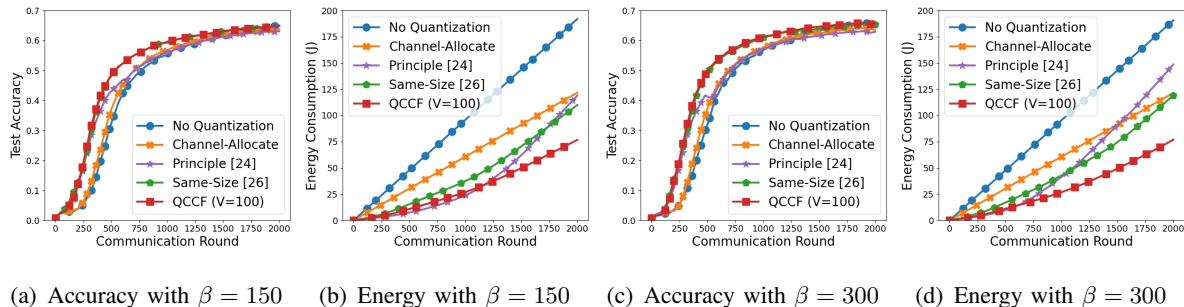 Test Accuracy
0.7
0.6
0.5
0.4
0.3
0.2
0.1
0.0
No Quantization
Channel-Allocate
Principle [24]
Same-Size [26]
QCCF (V=100)
0 250 500 750 1000 1250 1500 1750 2000
Communication Round
Energy Consumption (J)
200
175
150
125
100
75
50
25
0
No Quantization
Channel-Allocate
Principle [24]
Same-Size [26]
QCCF (V=100)
0 250 500 750 1000 1250 1500 1750 2000
Communication Round
Test Accuracy
0.7
0.6
0.5
0.4
0.3
0.2
0.1
0.0
No Quantization
Channel-Allocate
Principle [24]
Same-Size [26]
QCCF (V=100)
0 250 500 750 1000 1250 1500 1750 2000
Communication Round
Energy Consumption (J)
200
175
150
125
100
75
50
25
0
No Quantization
Channel-Allocate
Principle [24]
Same-Size [26]
QCCF (V=100)
0 250 500 750 1000 1250 1500 1750 2000
Communication Round
(a) Accuracy with β = 150
(b) Energy with β = 150
(c) Accuracy with β = 300
(d) Energy with β = 300